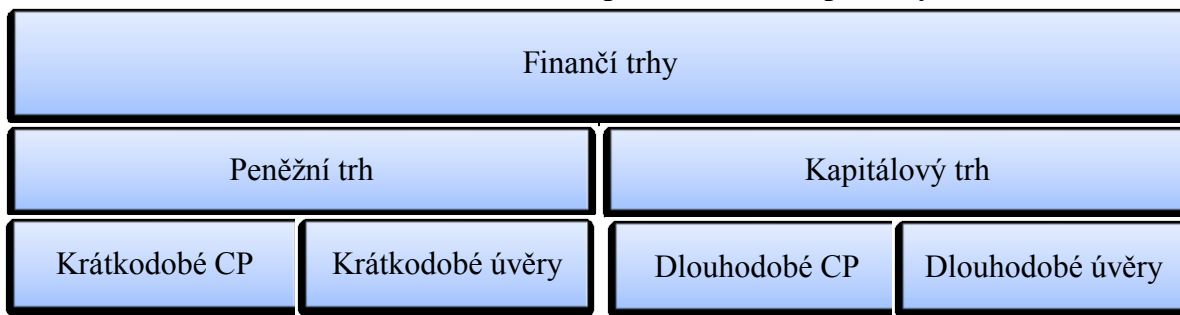 Finančí trhy
Peněžní trh
Kapitálový trh
Krátkodobé CP
Krátkodobé úvěry
Dlouhodobé CP
Dlouhodobé úvěry